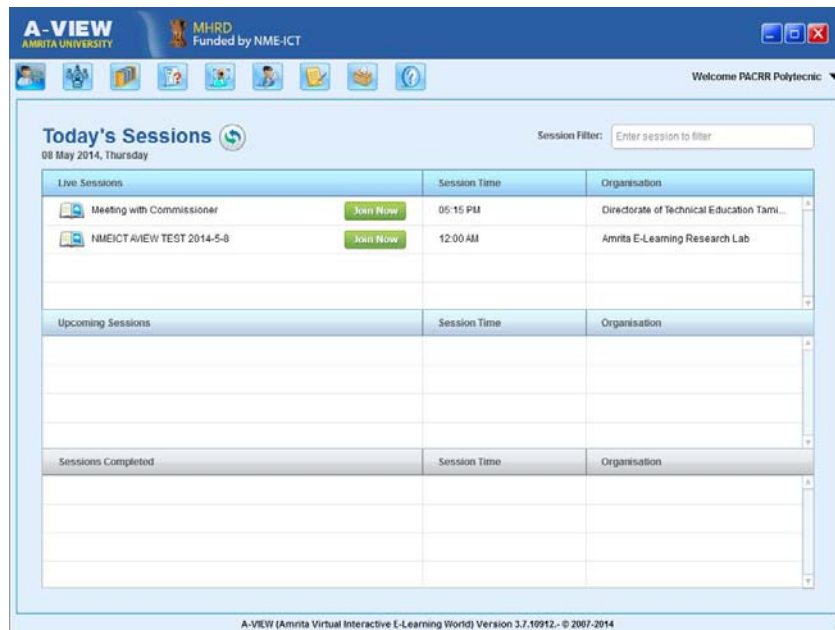 A-VIEW
AMRITA UNIVERSITY
MHRD
Funded by NME-ICT
Welcome PACRR Polytecnic
Today's Sessions
08 May 2014, Thursday
Session Filter: Enter session to filter
Live Sessions Session Time Organisation
Meeting with Commissioner Join Now 05:15 PM Directorate of Technical Education Tami...
NMEICT AVIEW TEST 2014-5-8 Join Now 12:00 AM Amrita E-Learning Research Lab
Upcoming Sessions Session Time Organisation
Sessions Completed Session Time Organisation
A-VIEW (Amrita Virtual Interactive E-Learning World) Version 3.7.10912.- © 2007-2014